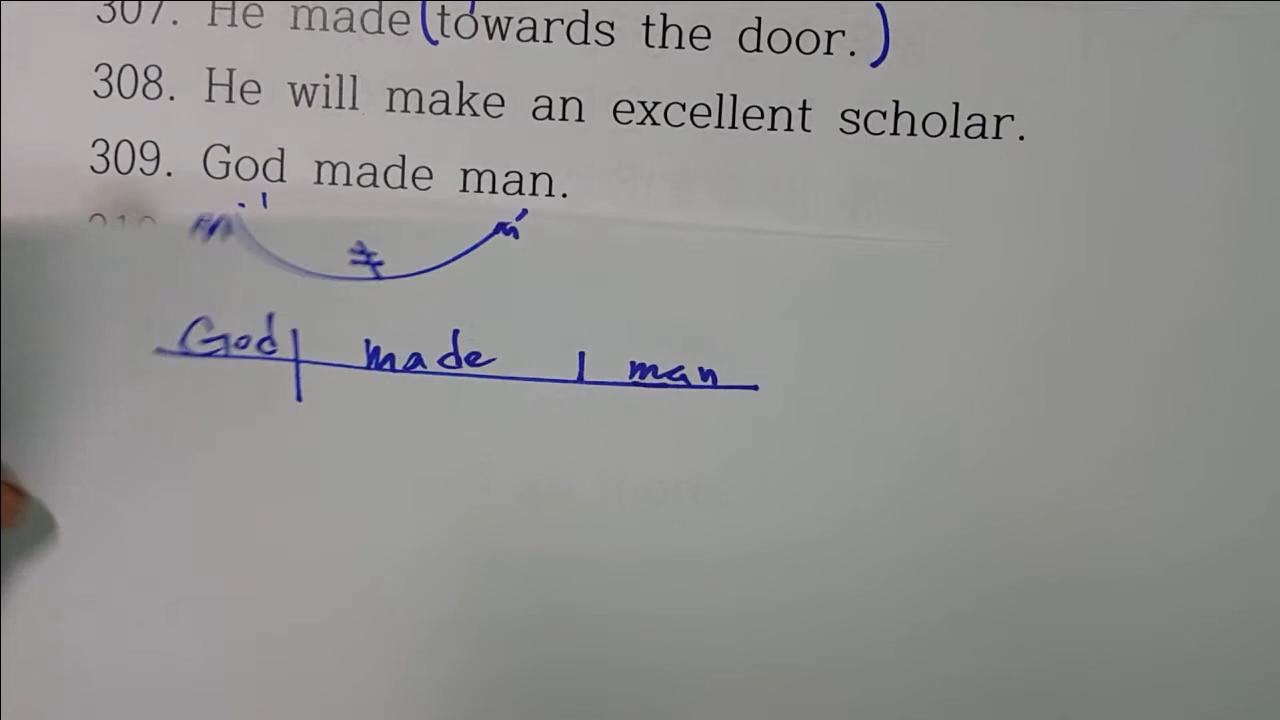 307. He made (towards the door.)
308. He will make an excellent scholar.
309. God made man.
God made man